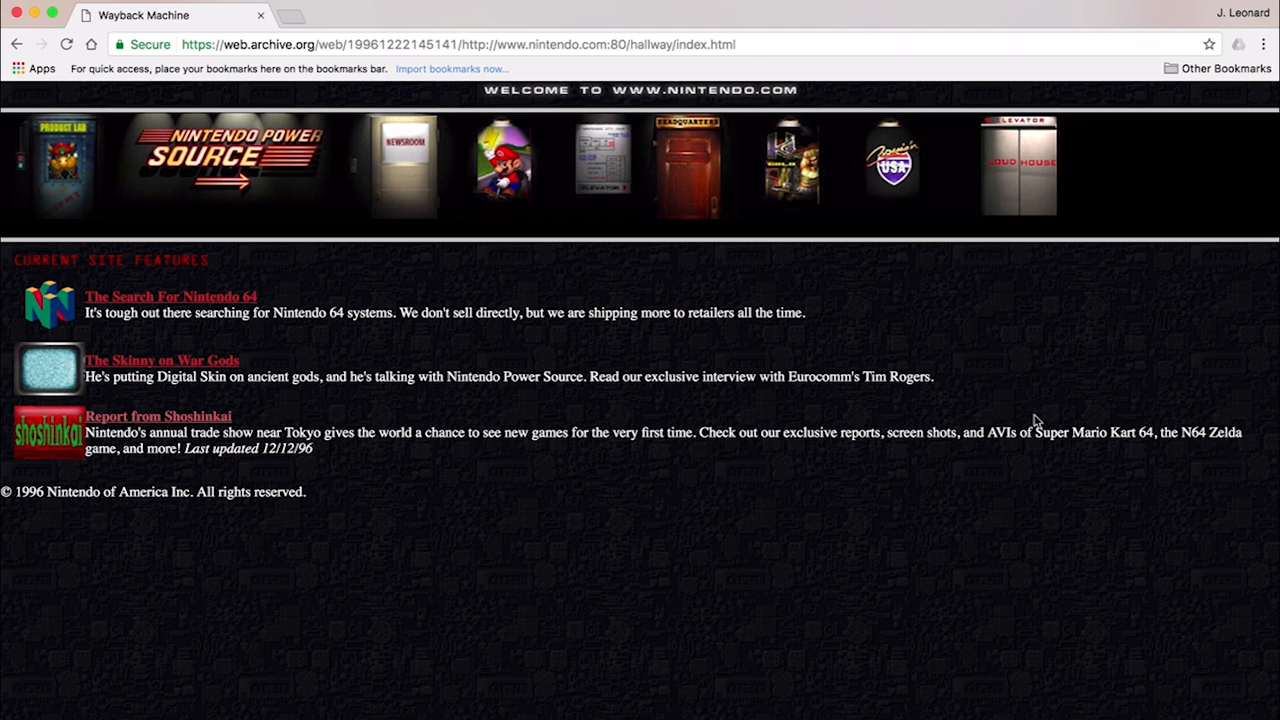 Wayback Machine
J. Leonard
Secure https://web.archive.org/web/19961222145141/http://www.nintendo.com:80/hallway/index.html
Apps For quick access, place your bookmarks here on the bookmarks bar. Import bookmarks now... Other Bookmarks
WELCOME TO WWW.NINTENDO.COM
PRODUCT LAB
NINTENDO POWER
SOURCE
NEWSROOM
ELEVATOR
HEADQUARTERS
GOLD
USA
ELEVATOR
LOUD HOUSE
CURRENT SITE FEATURES
The Search For Nintendo 64
It's tough out there searching for Nintendo 64 systems. We don't sell directly, but we are shipping more to retailers all the time.
The Skinny on War Gods
He's putting Digital Skin on ancient gods, and he's talking with Nintendo Power Source. Read our exclusive interview with Eurocomm's Tim Rogers.
shoshinkai
Report from Shoshinkai
Nintendo's annual trade show near Tokyo gives the world a chance to see new games for the very first time. Check out our exclusive reports, screen shots, and AVIs of Super Mario Kart 64, the N64 Zelda
game, and more! Last updated 12/12/96
© 1996 Nintendo of America Inc. All rights reserved.